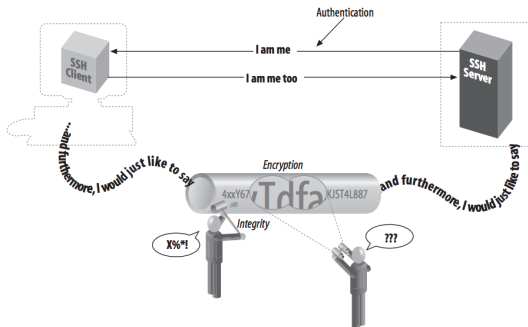 Authentication
I am me
I am me too
SSH
Client
SSH
Server
and furthermore, I would just like to say
...and furthermore, I would just like to say
Encryption
4xxY67 vTdfa KJST4L887
Integrity
X%*!
???